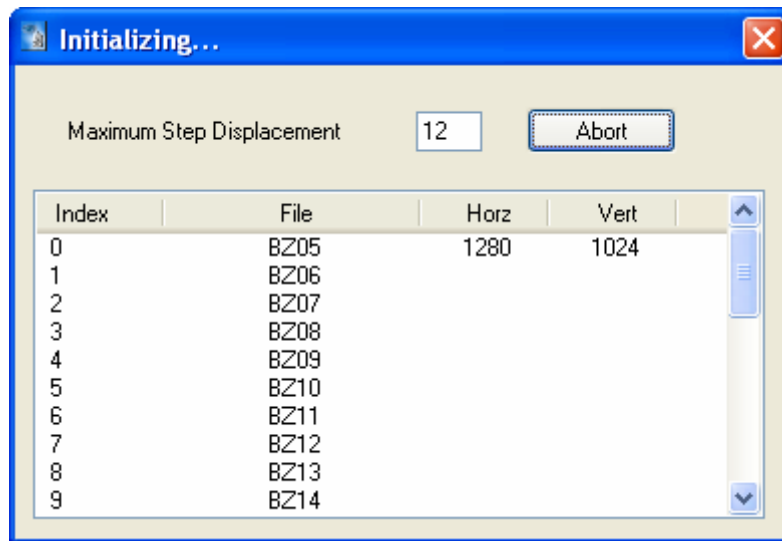 Initializing...
Maximum Step Displacement 12 Abort
Index File Horz Vert
0 BZ05 1280 1024
1 BZ06
2 BZ07
3 BZ08
4 BZ09
5 BZ10
6 BZ11
7 BZ12
8 BZ13
9 BZ14